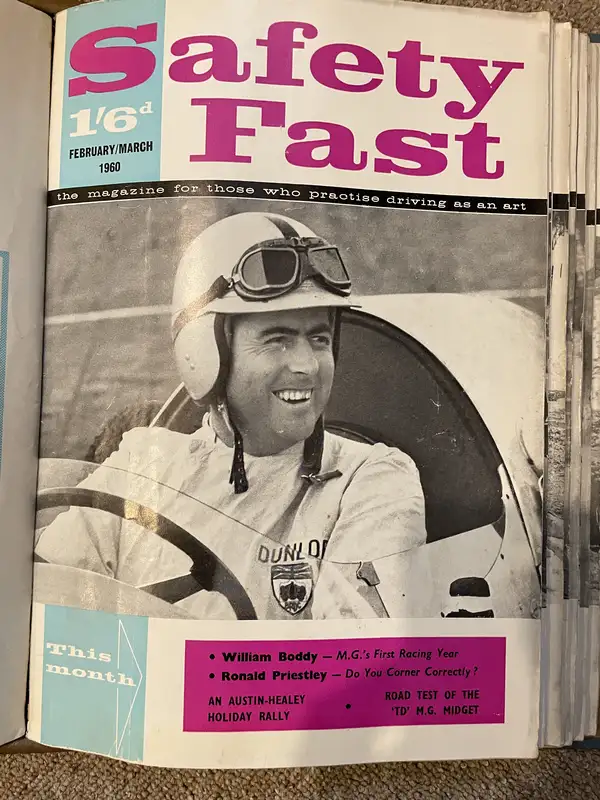 Safety
Fast
1'6d
FEBRUARY/MARCH
1960
the magazine for those who practise driving as an art
DUNLOP
This
month
• William Boddy — M.G.'s First Racing Year
• Ronald Priestley — Do You Corner Correctly?
AN AUSTIN-HEALEY
HOLIDAY RALLY
•
ROAD TEST OF THE
'TD' M.G. MIDGET